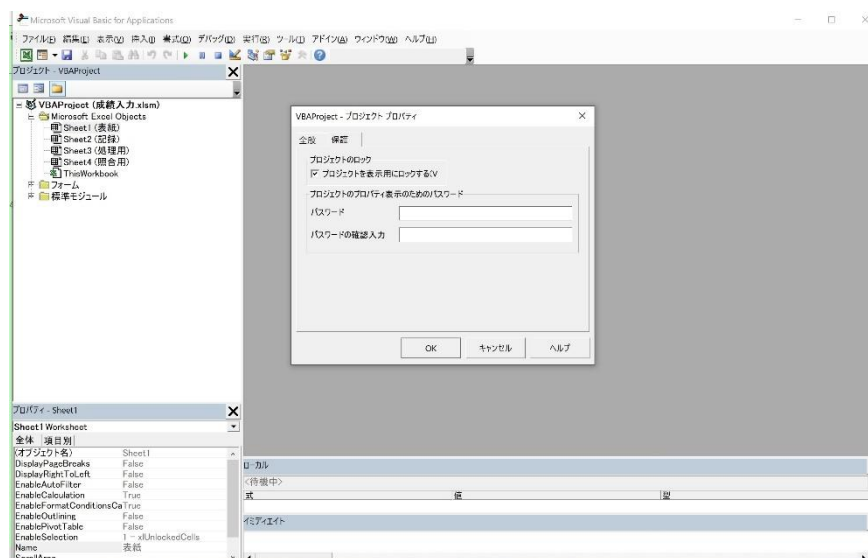 Microsoft Visual Basic for Applications
ファイル(F) 編集(E) 表示(V) 挿入(I) 書式(O) デバッグ(D) 実行(R) ツール(T) アドイン(A) ウィンドウ(W) ヘルプ(H)
プロジェクト - VBAProject
VBAProject (成績入力.xlsm)
Microsoft Excel Objects
Sheet1 (表紙)
Sheet2 (記録)
Sheet3 (処理用)
Sheet4 (照合用)
ThisWorkbook
フォーム
標準モジュール
VBAProject - プロジェクト プロパティ
全般 保護
プロジェクトのロック
プロジェクトを表示用にロックする(V
プロジェクトのプロパティ表示のためのパスワード
パスワード
パスワードの確認入力
OK キャンセル ヘルプ
プロパティ - Sheet1
Sheet1 Worksheet
全体 項目別
(オブジェクト名) Sheet1
DisplayPageBreaks False
DisplayRightToLeft False
EnableAutoFilter False
EnableCalculation True
EnableFormatConditionsCa True
EnableOutlining False
EnablePivotTable False
EnableSelection 1 - xlUnlockedCells
Name 表紙
ScrollArea
ローカル
<待機中>
式 値 型
イミディエイト